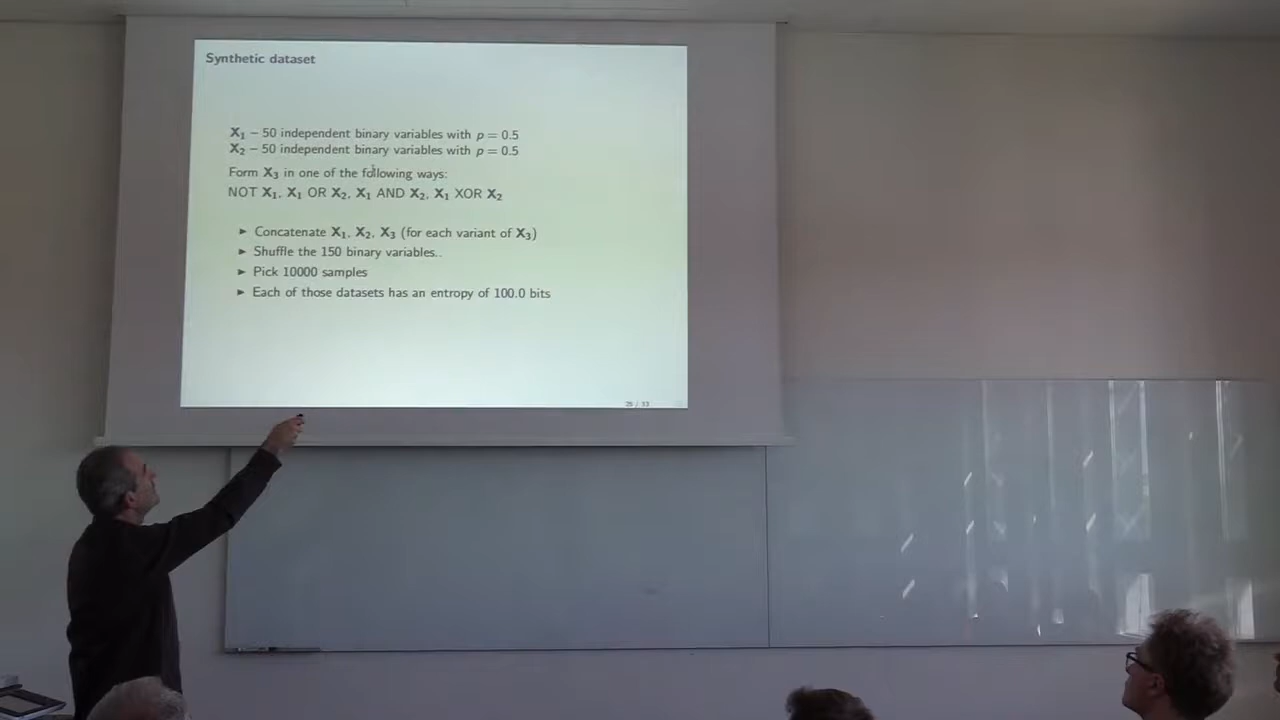 Synthetic dataset
X₁ – 50 independent binary variables with p = 0.5
X₂ – 50 independent binary variables with p = 0.5
Form X₃ in one of the following ways:
NOT X₁, X₁ OR X₂, X₁ AND X₂, X₁ XOR X₂
► Concatenate X₁, X₂, X₃ (for each variant of X₃)
► Shuffle the 150 binary variables..
► Pick 10000 samples
► Each of those datasets has an entropy of 100.0 bits
25 / 33